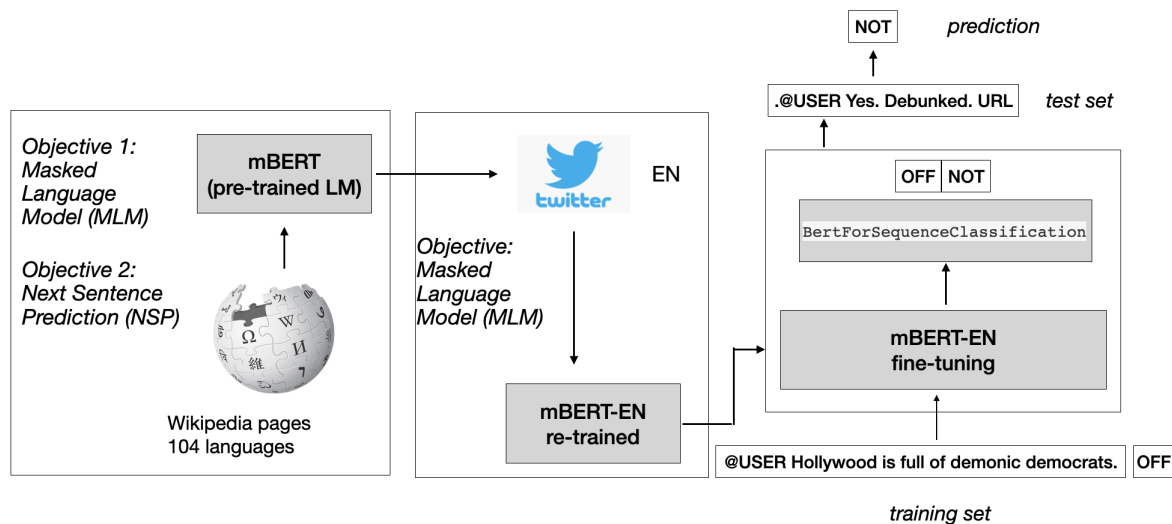 Objective 1:
Masked
Language
Model (MLM)
Objective 2:
Next Sentence
Prediction (NSP)
mBERT
(pre-trained LM)
Ω
W
維
И
Wikipedia pages
104 languages
twitter
EN
Objective:
Masked
Language
Model (MLM)
mBERT-EN
re-trained
NOT
prediction
.@USER Yes. Debunked. URL
test set
OFF NOT
BertForSequenceClassification
mBERT-EN
fine-tuning
@USER Hollywood is full of demonic democrats. OFF
training set